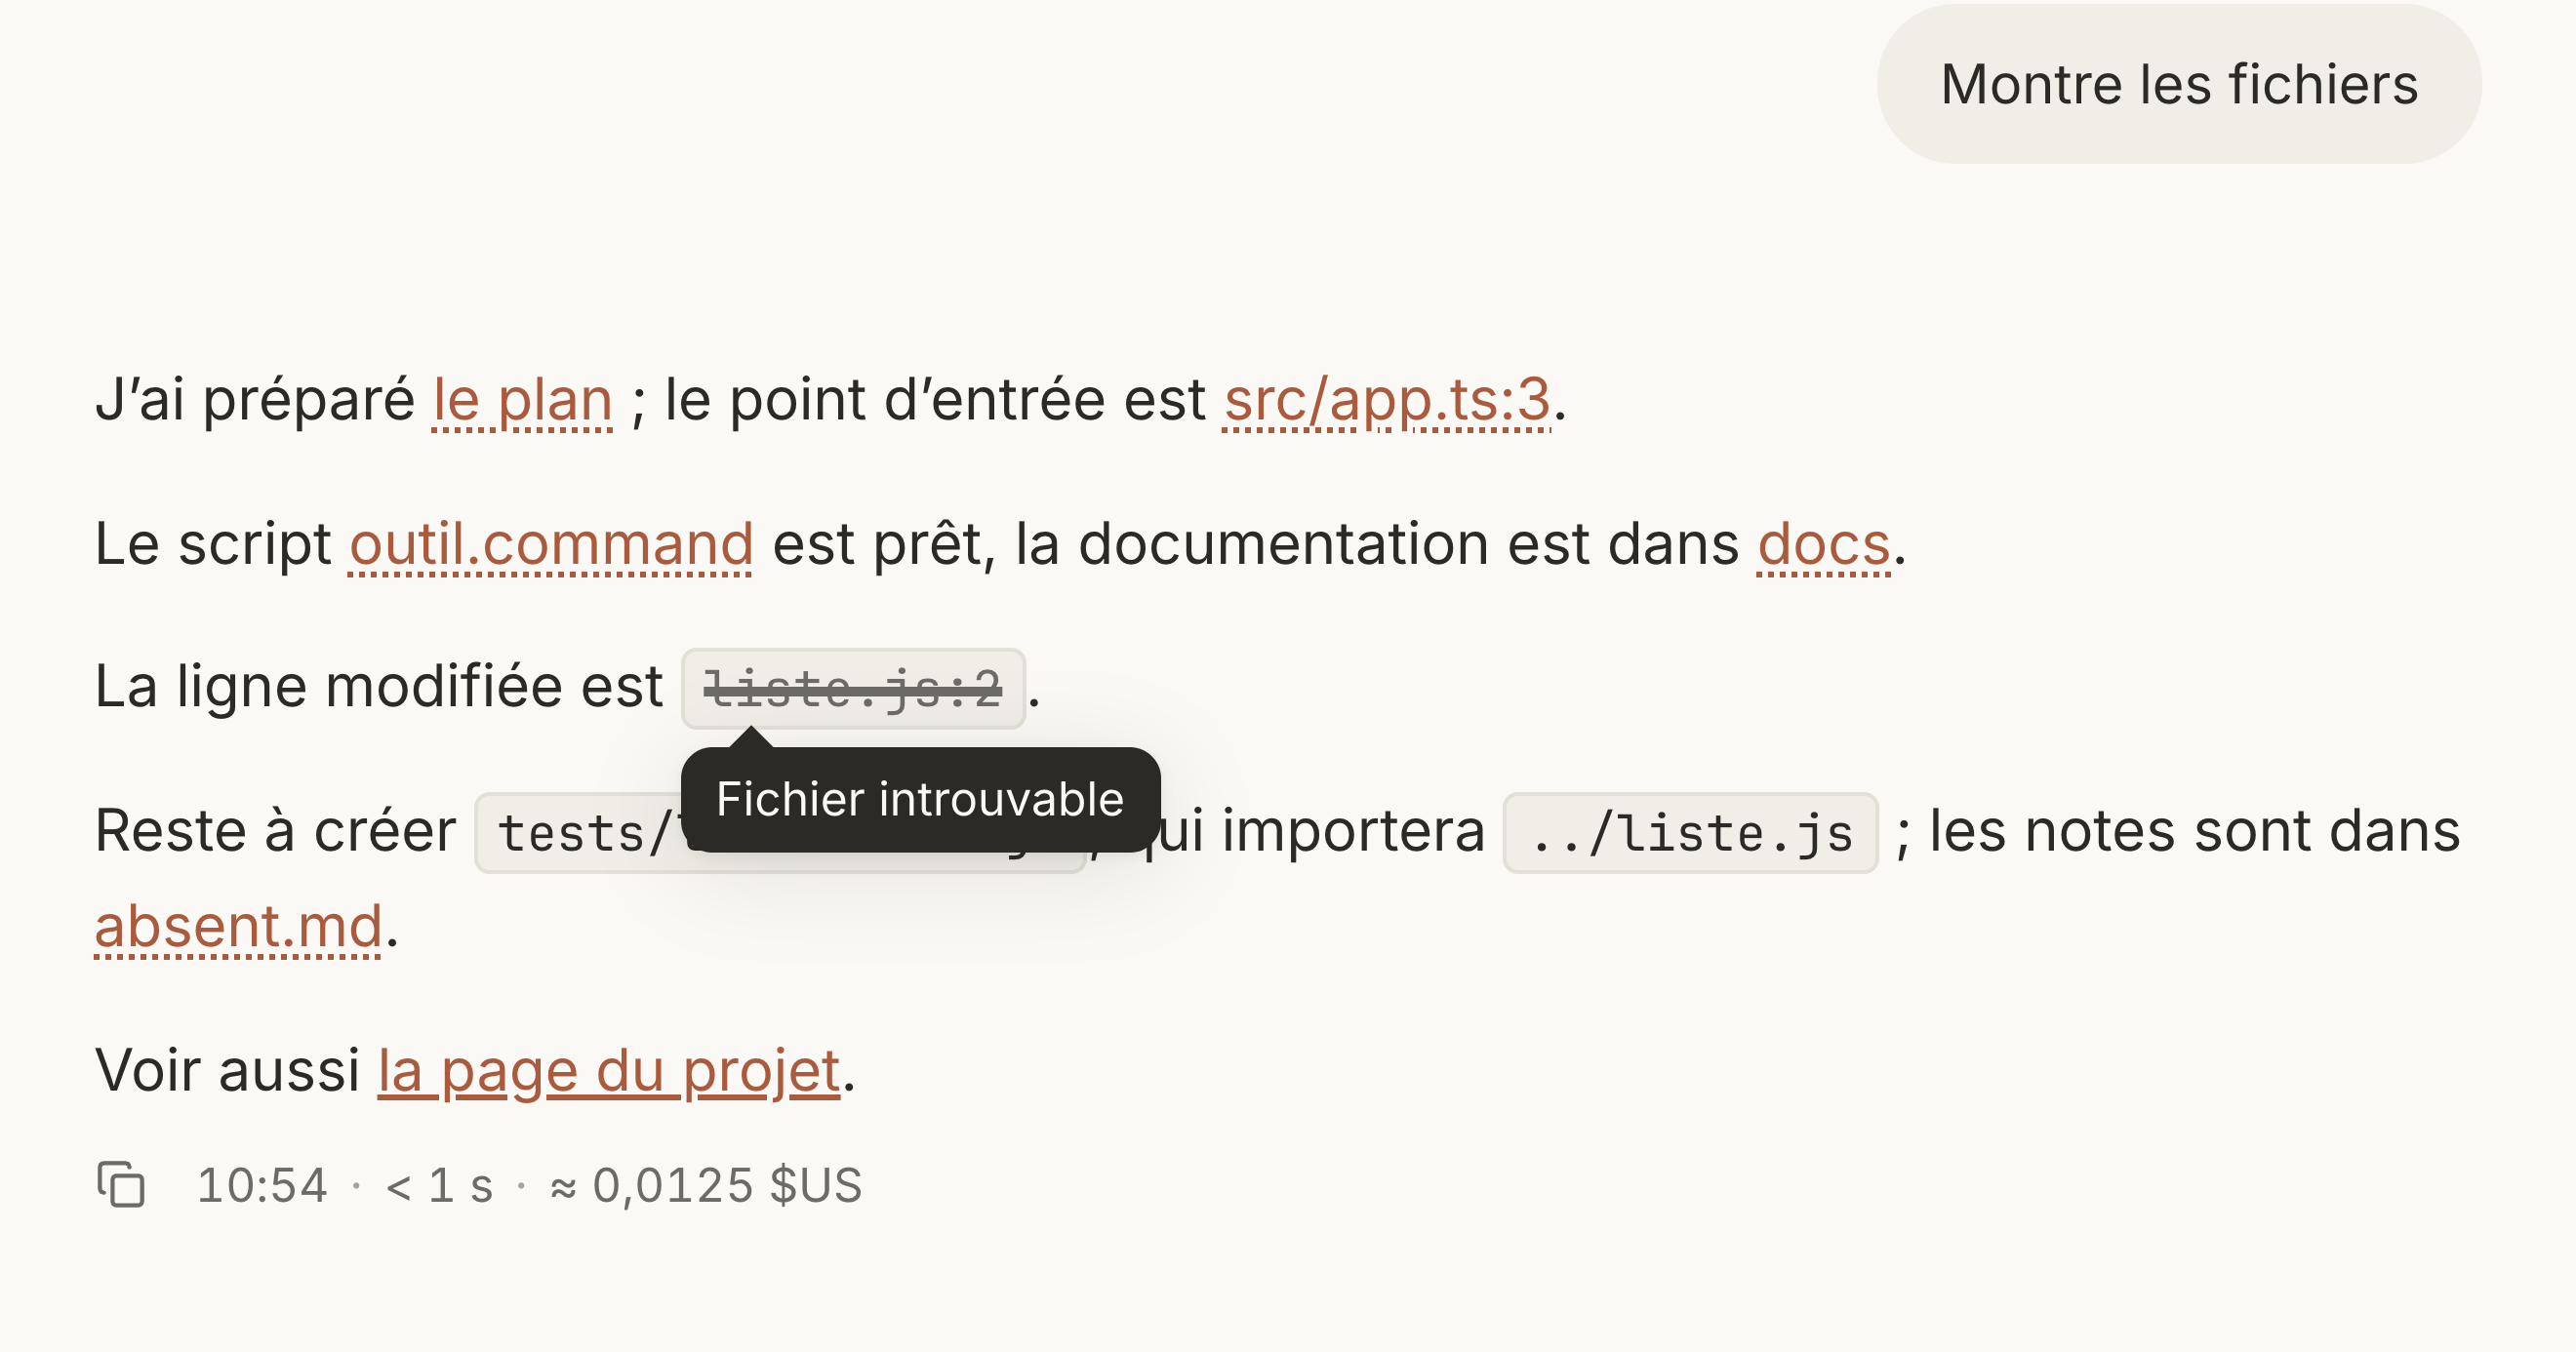 Montre les fichiers
J’ai préparé le plan ; le point d’entrée est src/app.ts:3.
Le script outil.command est prêt, la documentation est dans docs.
La ligne modifiée est liste.js:2.
Fichier introuvable
Reste à créer tests/ importera ../liste.js ; les notes sont dans
absent.md.
Voir aussi la page du projet.
10:54 · < 1 s · ≈ 0,0125 $US